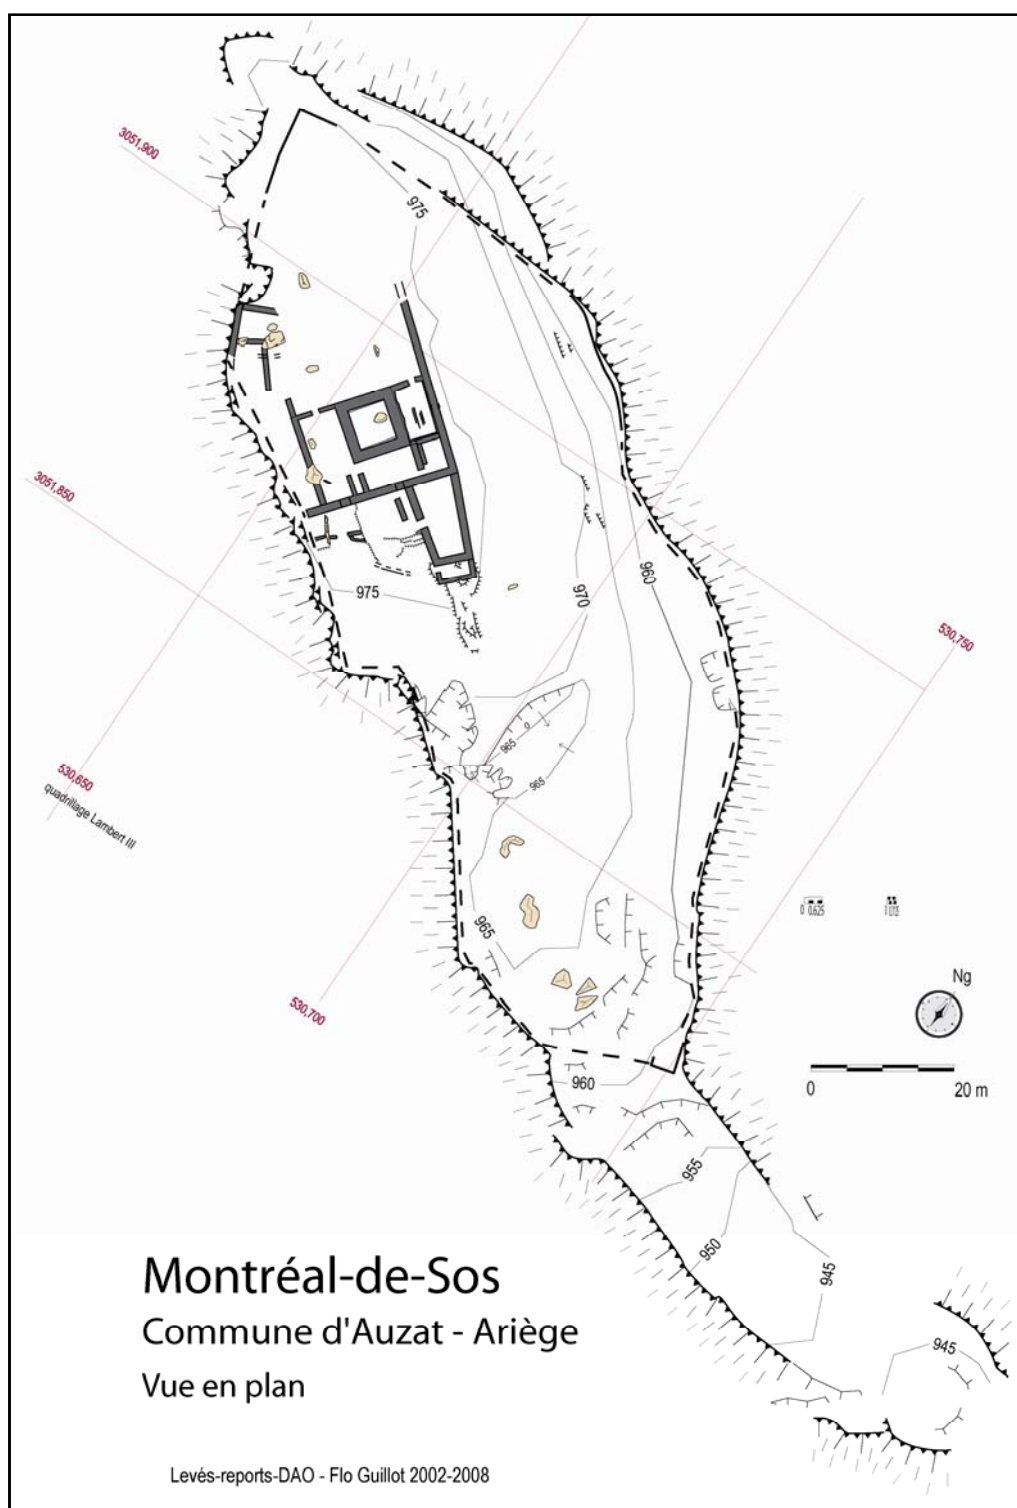 3051,900
975
3051,850
975
970
960
530,750
965
965
530,650
quadrillage Lambert III
965
0 0.625
530,700
Ng
0 20 m
960
955
950
945
945
Montréal-de-Sos
Commune d'Auzat - Ariège
Vue en plan
Levés-reports-DAO - Flo Guillot 2002-2008